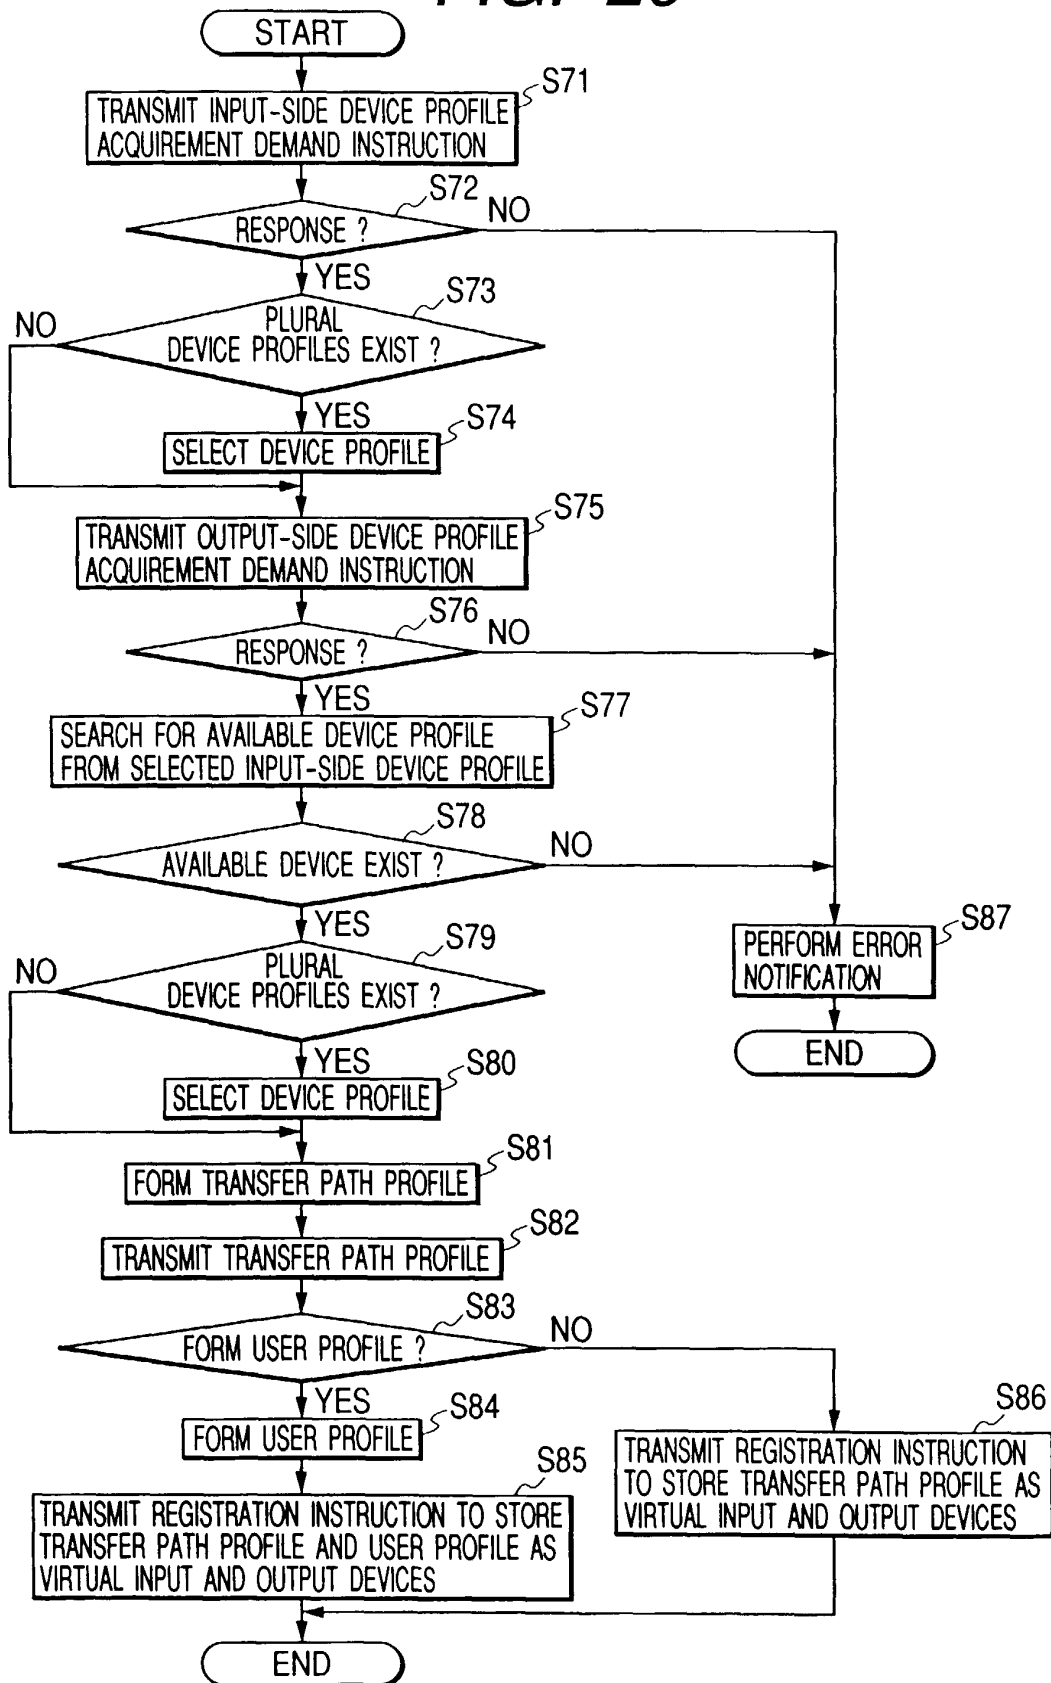 START
S71
TRANSMIT INPUT-SIDE DEVICE PROFILE
ACQUIREMENT DEMAND INSTRUCTION
S72
RESPONSE ?
NO
YES
S73
PLURAL
DEVICE PROFILES EXIST ?
NO
YES
S74
SELECT DEVICE PROFILE
S75
TRANSMIT OUTPUT-SIDE DEVICE PROFILE
ACQUIREMENT DEMAND INSTRUCTION
S76
RESPONSE ?
NO
YES
S77
SEARCH FOR AVAILABLE DEVICE PROFILE
FROM SELECTED INPUT-SIDE DEVICE PROFILE
S78
AVAILABLE DEVICE EXIST ?
NO
YES
S79
PLURAL
DEVICE PROFILES EXIST ?
NO
YES
S80
SELECT DEVICE PROFILE
S87
PERFORM ERROR
NOTIFICATION
END
S81
FORM TRANSFER PATH PROFILE
S82
TRANSMIT TRANSFER PATH PROFILE
S83
FORM USER PROFILE ?
NO
YES
S84
FORM USER PROFILE
S85
TRANSMIT REGISTRATION INSTRUCTION TO STORE
TRANSFER PATH PROFILE AND USER PROFILE AS
VIRTUAL INPUT AND OUTPUT DEVICES
S86
TRANSMIT REGISTRATION INSTRUCTION
TO STORE TRANSFER PATH PROFILE AS
VIRTUAL INPUT AND OUTPUT DEVICES
END